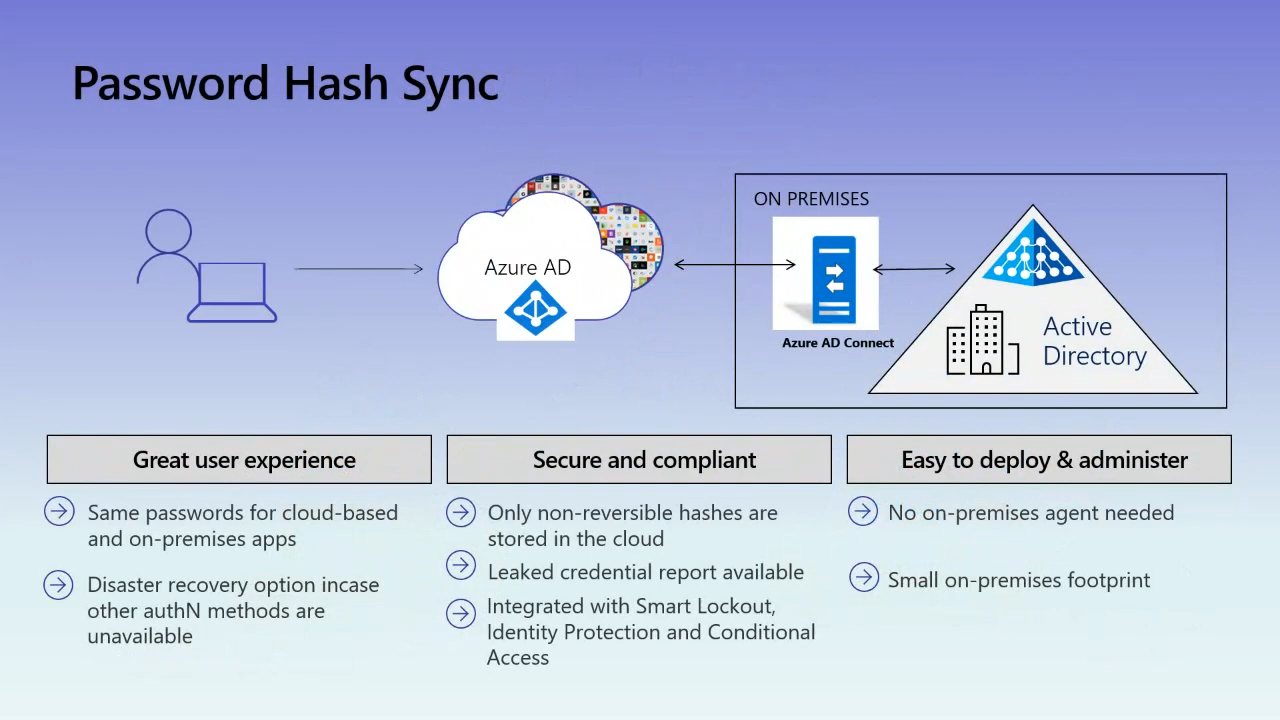 Password Hash Sync
Azure AD
ON PREMISES
Azure AD Connect
Active
Directory
Great user experience
Same passwords for cloud-based
and on-premises apps
Disaster recovery option incase
other authN methods are
unavailable
Secure and compliant
Only non-reversible hashes are
stored in the cloud
Leaked credential report available
Integrated with Smart Lockout,
Identity Protection and Conditional
Access
Easy to deploy & administer
No on-premises agent needed
Small on-premises footprint